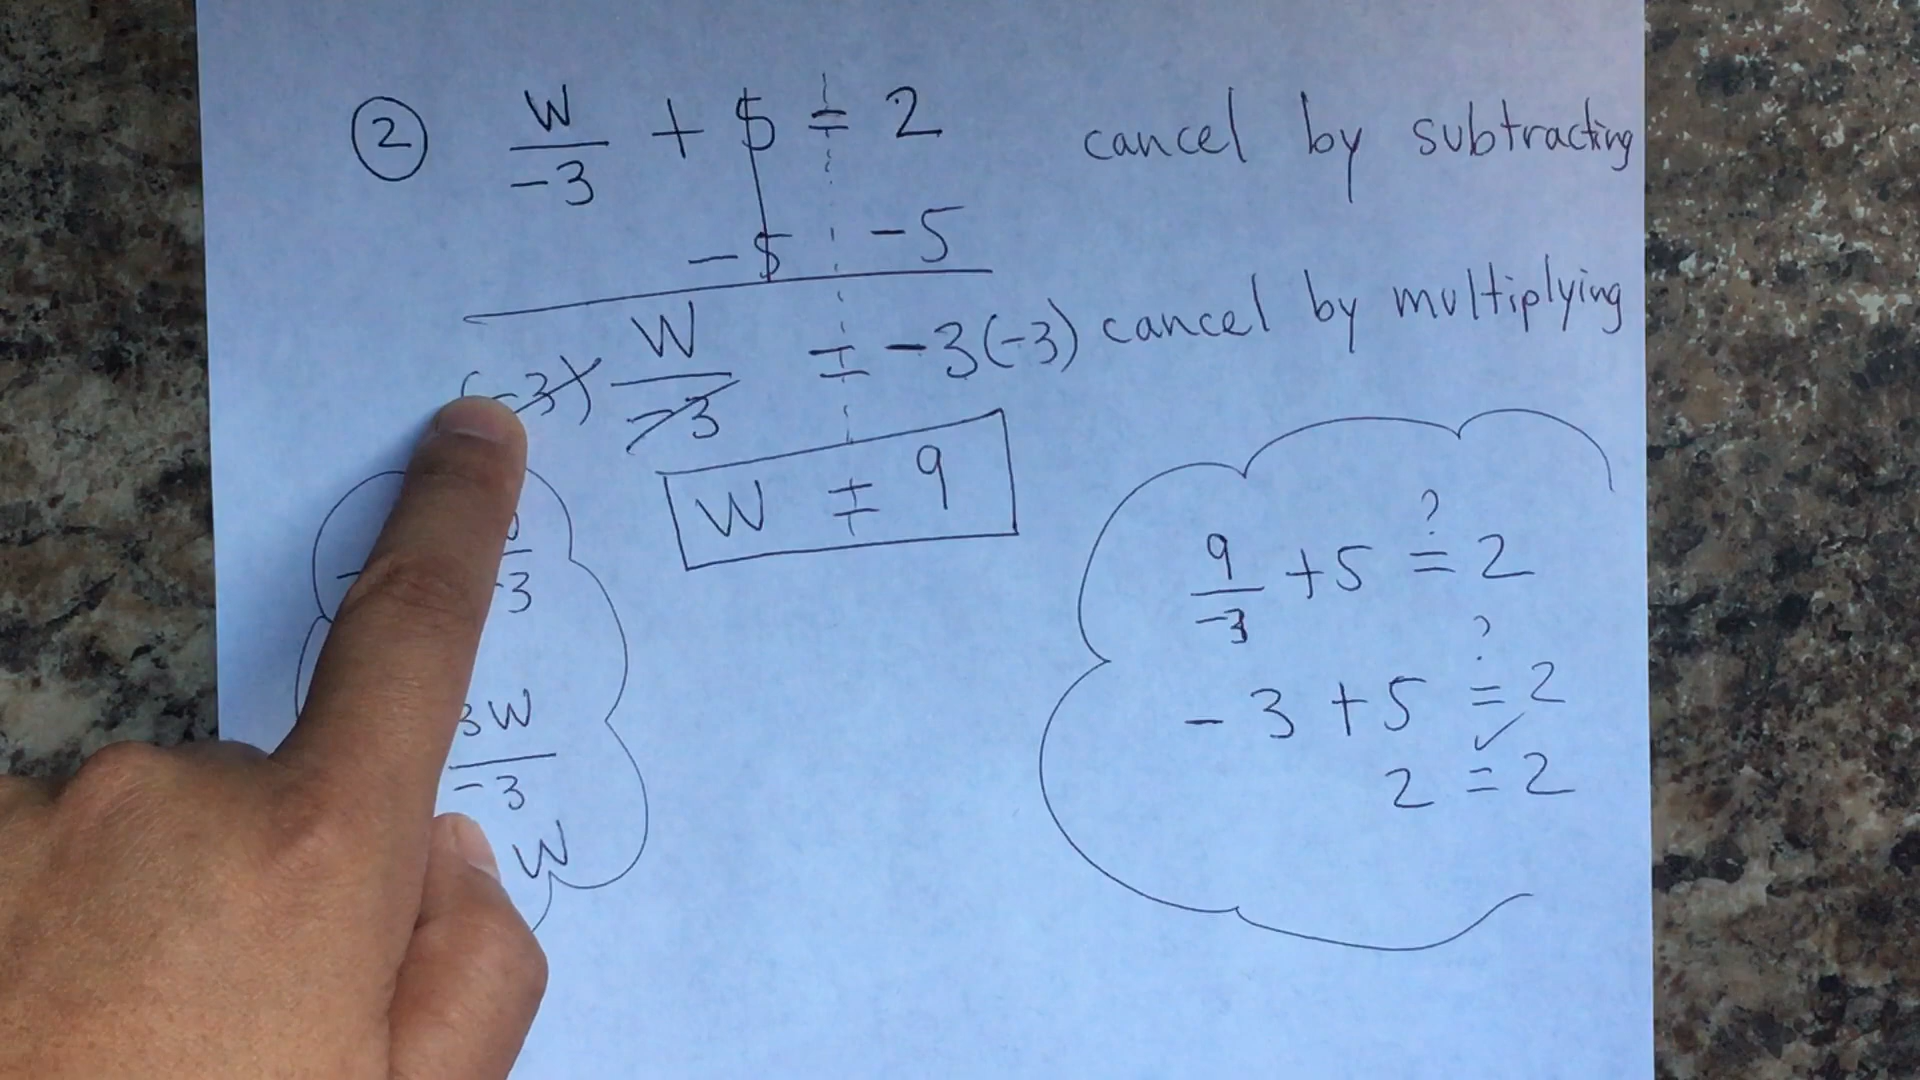 ② W/-3 + 5 = 2 cancel by subtracting
-5 -5
(-3) W/-3 = -3(-3) cancel by multiplying
W = 9
-3
3W/-3
W
9/-3 + 5 ?= 2
-3 + 5 ?= 2
2 = 2 ✓